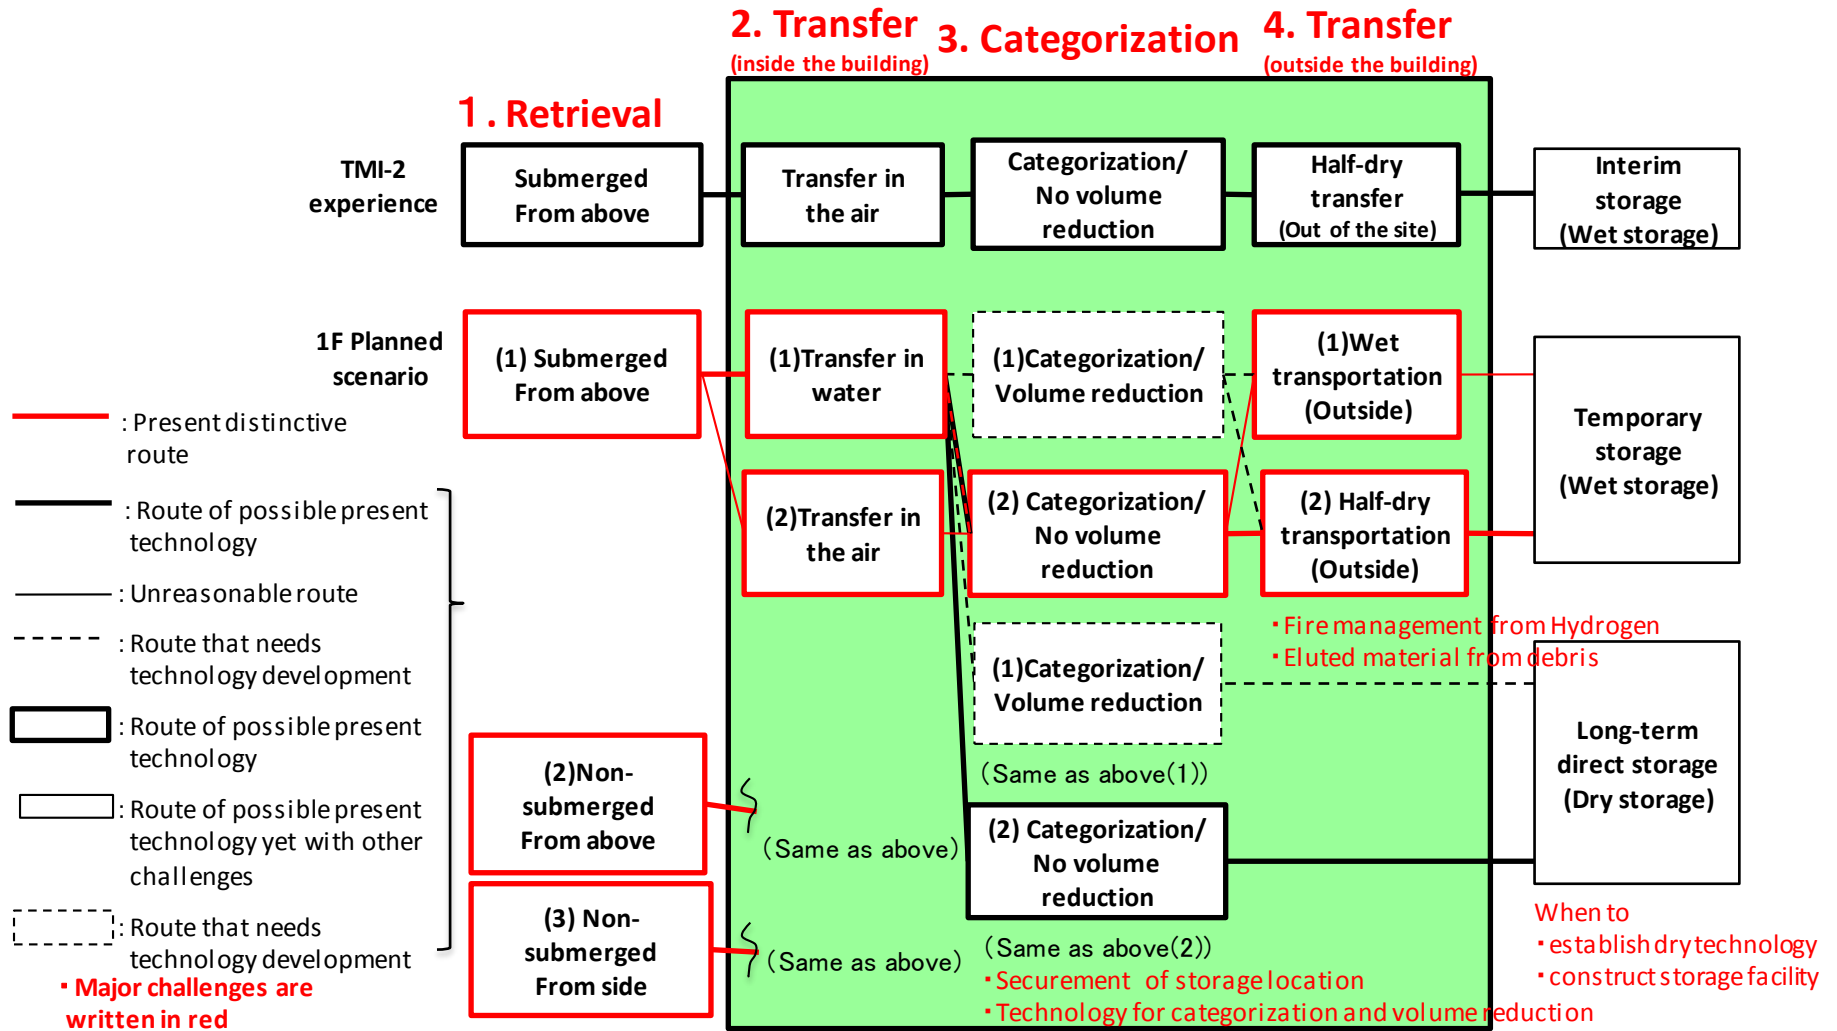 2. Transfer
(inside the building)
3. Categorization
4. Transfer
(outside the building)
1. Retrieval
TMI-2
experience
Submerged
From above
Transfer in
the air
Categorization/
No volume
reduction
Half-dry
transfer
(Out of the site)
Interim
storage
(Wet storage)
1F Planned
scenario
(1) Submerged
From above
(1)Transfer in
water
(1)Categorization/
Volume reduction
(1)Wet
transportation
(Outside)
Temporary
storage
(Wet storage)
(2)Transfer in
the air
(2) Categorization/
No volume
reduction
(2) Half-dry
transportation
(Outside)
・Fire management from Hydrogen
・Eluted material from debris
(1)Categorization/
Volume reduction
(Same as above(1))
Long-term
direct storage
(Dry storage)
(2)Non-
submerged
From above
(Same as above)
(2) Categorization/
No volume
reduction
(Same as above(2))
(3) Non-
submerged
From side
(Same as above)
・Securement of storage location
・Technology for categorization and volume reduction
When to
・establish dry technology
・construct storage facility
: Present distinctive
route
: Route of possible present
technology
: Unreasonable route
: Route that needs
technology development
: Route of possible present
technology
: Route of possible present
technology yet with other
challenges
: Route that needs
technology development
・Major challenges are
written in red